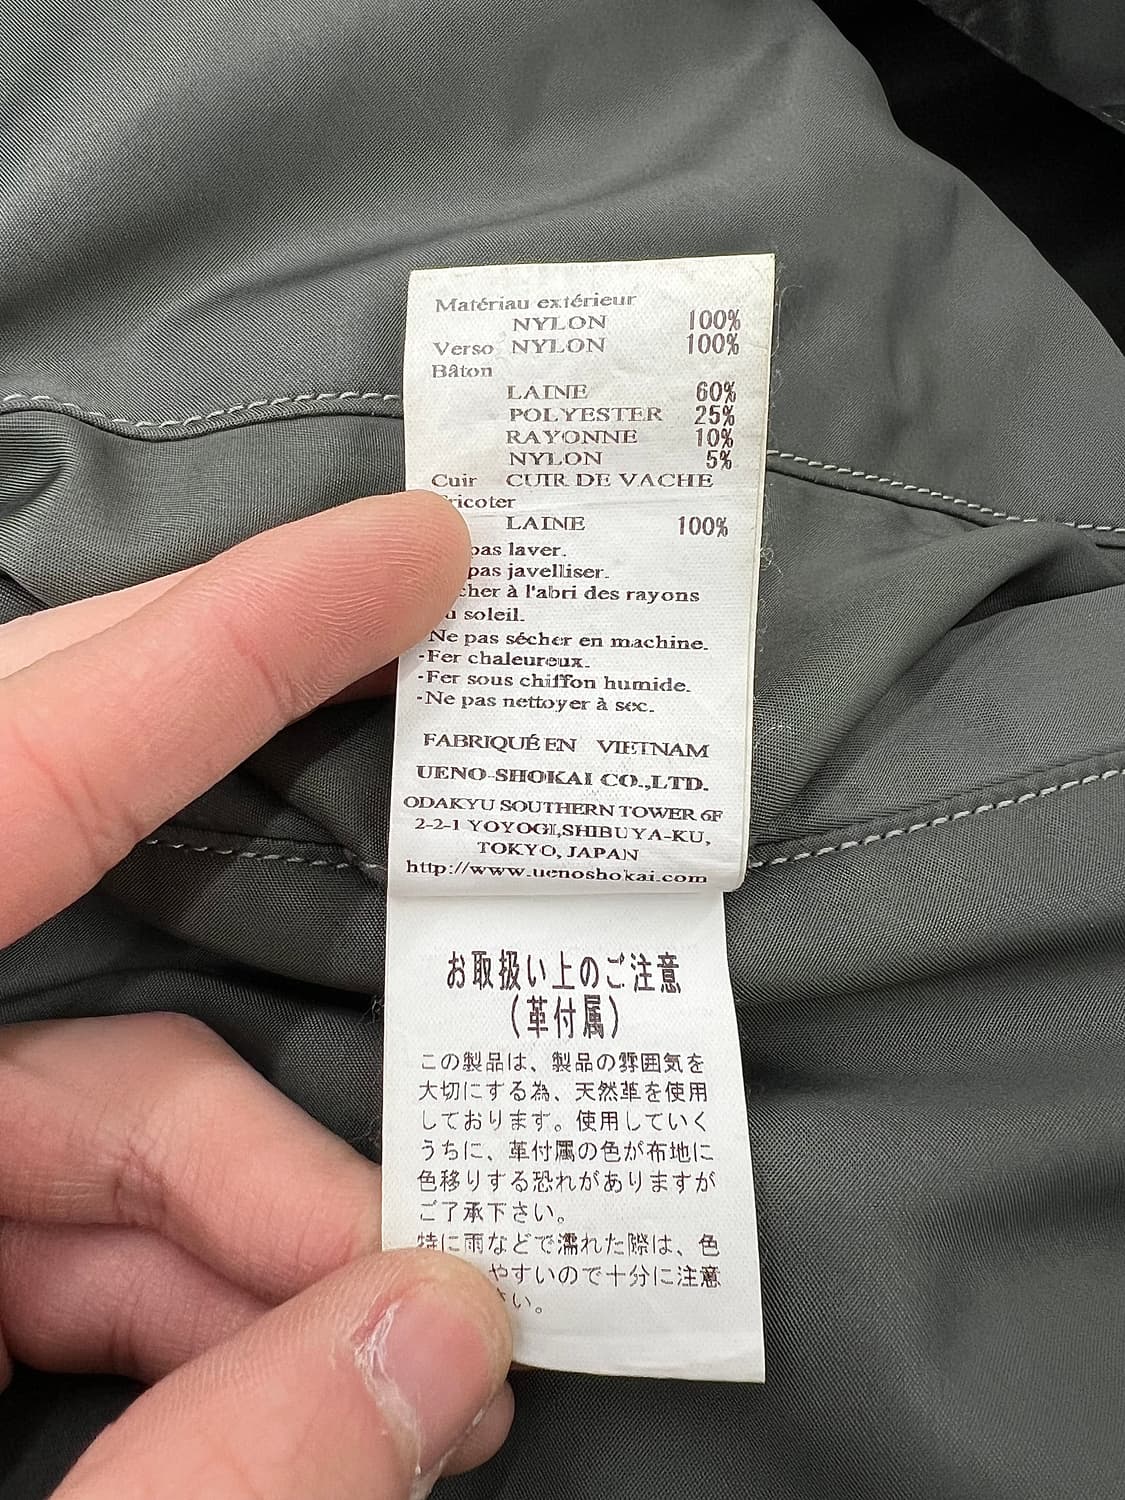 Matériau extérieur
NYLON 100%
Verso NYLON 100%
Bâton
LAINE 60%
POLYESTER 25%
RAYONNE 10%
NYLON 5%
Cuir CUIR DE VACHE
ricoter
LAINE 100%
pas laver.
pas javelliser.
cher à l'abri des rayons
u soleil.
-Ne pas sécher en machine.
-Fer chaleureux.
-Fer sous chiffon humide.
-Ne pas nettoyer à sec.
FABRIQUÉ EN VIETNAM
UENO-SHOKAI CO.,LTD.
ODAKYU SOUTHERN TOWER 6F
2-2-1 YOYOGI,SHIBUYA-KU,
TOKYO, JAPAN
http://www.uenoshokai.com
お取扱い上のご注意
(革付属)
この製品は、製品の雰囲気を
大切にする為、天然革を使用
しております。使用していく
うちに、革付属の色が布地に
色移りする恐れがありますが
ご了承下さい。
特に雨などで濡れた際は、色
やすいので十分に注意
さい。